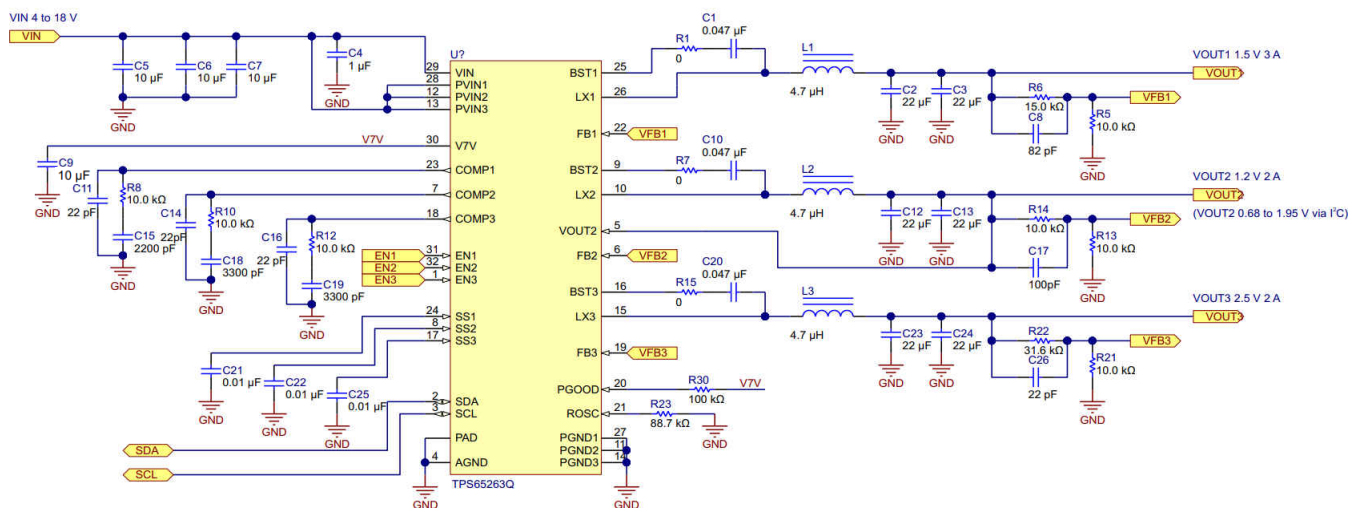 VIN 4 to 18 V
VIN
C5
10 µF
C6
10 µF
C7
10 µF
C4
1 µF
GND
GND
GND
GND
U?
29
VIN
28
PVIN1
12
PVIN2
13
PVIN3
V7V
30
V7V
C9
10 µF
GND
23
COMP1
C11
22 pF
R8
10.0 kΩ
C15
2200 pF
GND
7
COMP2
C14
22pF
R10
10.0 kΩ
C18
3300 pF
GND
18
COMP3
C16
22 pF
R12
10.0 kΩ
C19
3300 pF
GND
EN1
31
EN1
EN2
32
EN2
EN3
1
EN3
24
SS1
8
SS2
17
SS3
C21
0.01 µF
GND
C22
0.01 µF
GND
C25
0.01 µF
GND
2
SDA
3
SCL
SDA
SCL
PAD
4
AGND
GND
TPS65263Q
BST1
25
R1
0
C1
0.047 µF
LX1
26
L1
4.7 µH
C2
22 µF
GND
C3
22 µF
GND
VOUT1 1.5 V 3 A
VOUT1
R6
15.0 kΩ
C8
82 pF
VFB1
R5
10.0 kΩ
GND
FB1
22
VFB1
BST2
9
R7
0
C10
0.047 µF
LX2
10
L2
4.7 µH
C12
22 µF
GND
C13
22 µF
GND
VOUT2 1.2 V 2 A
VOUT2
(VOUT2 0.68 to 1.95 V via I²C)
R14
10.0 kΩ
C17
100pF
VFB2
R13
10.0 kΩ
GND
VOUT2
5
FB2
6
VFB2
BST3
16
R15
0
C20
0.047 µF
LX3
15
L3
4.7 µH
C23
22 µF
GND
C24
22 µF
GND
VOUT3 2.5 V 2 A
VOUT3
R22
31.6 kΩ
C26
22 pF
VFB3
R21
10.0 kΩ
GND
FB3
19
VFB3
PGOOD
20
R30
100 kΩ
V7V
ROSC
21
R23
88.7 kΩ
GND
PGND1
27
PGND2
11
PGND3
14
GND